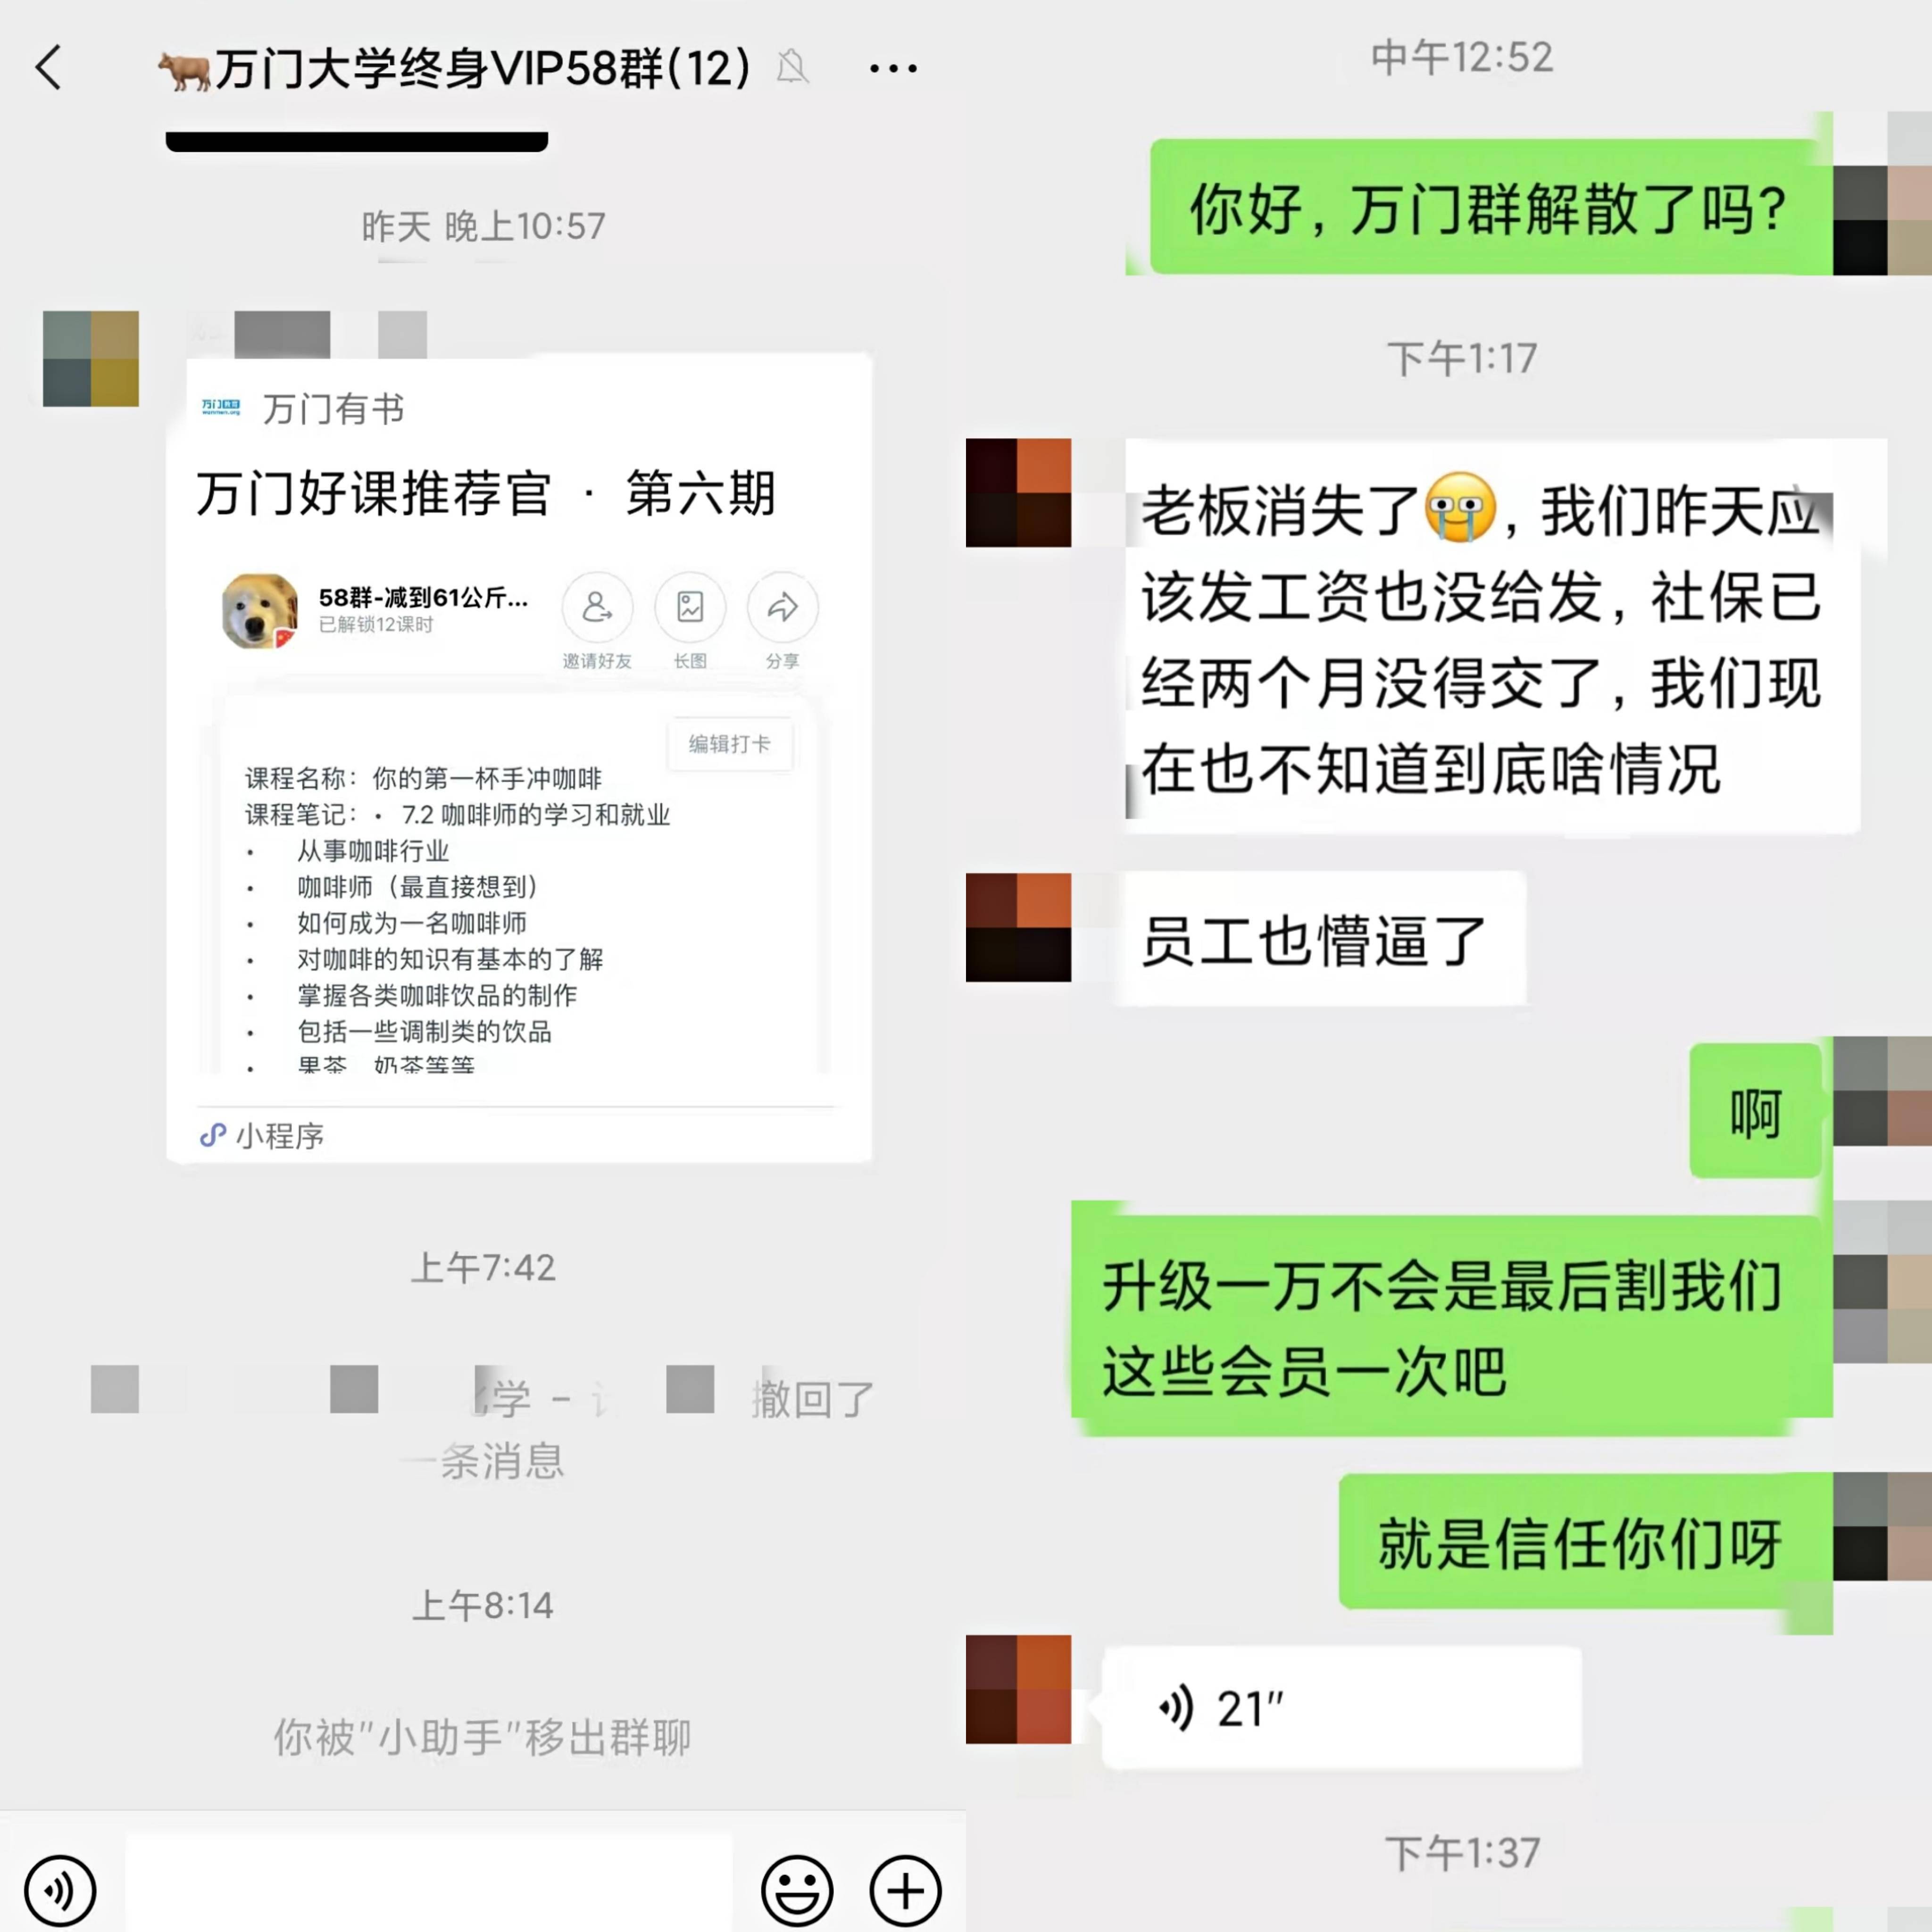 万门大学终身VIP58群(12)
昨天 晚上10:57
万门有书
万门好课推荐官 · 第六期
58群-减到61公斤...
已解锁12课时
邀请好友
长图
分享
编辑打卡
课程名称：你的第一杯手冲咖啡
课程笔记：• 7.2 咖啡师的学习和就业
• 从事咖啡行业
• 咖啡师（最直接想到）
• 如何成为一名咖啡师
• 对咖啡的知识有基本的了解
• 掌握各类咖啡饮品的制作
• 包括一些调制类的饮品
• 果茶 奶茶等等
小程序
上午7:42
学 - 撤回了
一条消息
上午8:14
你被"小助手"移出群聊
中午12:52
你好，万门群解散了吗？
下午1:17
老板消失了😭，我们昨天应
该发工资也没给发，社保已
经两个月没得交了，我们现
在也不知道到底啥情况
员工也懵逼了
啊
升级一万不会是最后割我们
这些会员一次吧
就是信任你们呀
21"
下午1:37